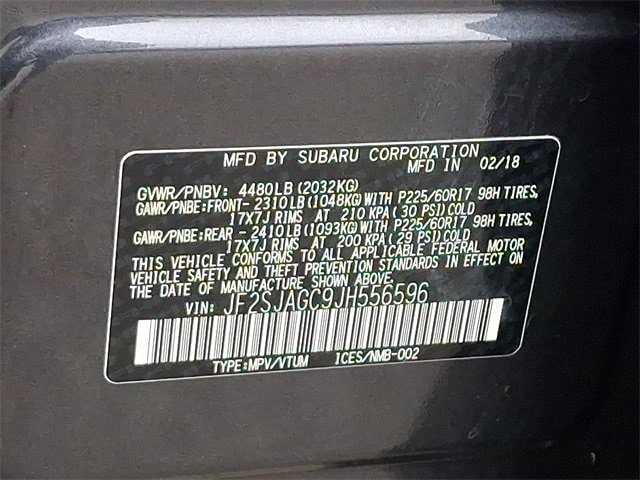 MFD BY SUBARU CORPORATION
MFD IN 02/18
GVWR/PNBV: 4480LB(2032KG)
GAWR/PNBE:FRONT- 2310LB(1048KG)WITH P225/60R17 98H TIRES,
17X7J RIMS AT 210 KPA(30 PSI)COLD
GAWR/PNBE:REAR - 2410LB(1093KG)WITH P225/60R17 98H TIRES,
17X7J RIMS AT 200 KPA(29 PSI)COLD
THIS VEHICLE CONFORMS TO ALL APPLICABLE FEDERAL MOTOR
VEHICLE SAFETY AND THEFT PREVENTION STANDARDS IN EFFECT ON
THE DATE OF MANUFACTURE SHOWN ABOVE.
VIN: JF2SJAGC9JH556596
TYPE:MPV/VTUM ICES/NMB-002